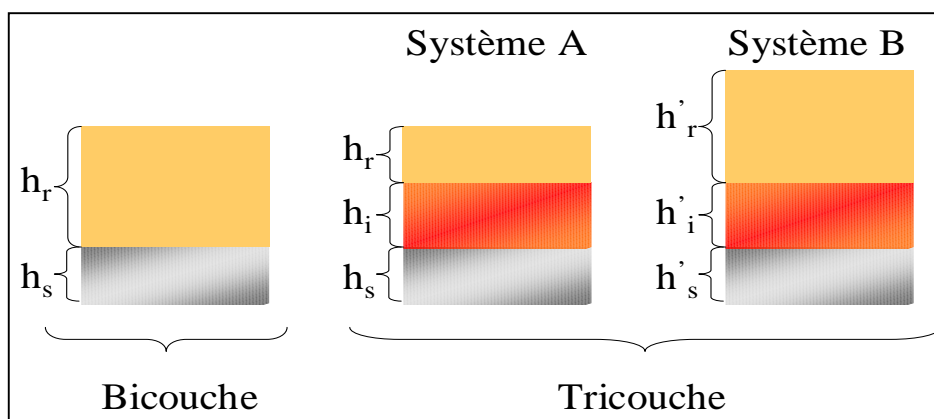 Système A
Système B
h'r
hr
hr
hi
h'i
hs
hs
h's
Bicouche
Tricouche